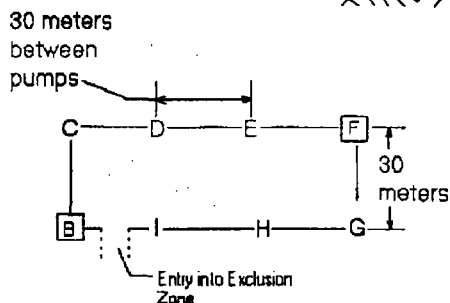 30 meters
between
pumps
C D E F
30
meters
B I H G
Entry into Exclusion
Zone